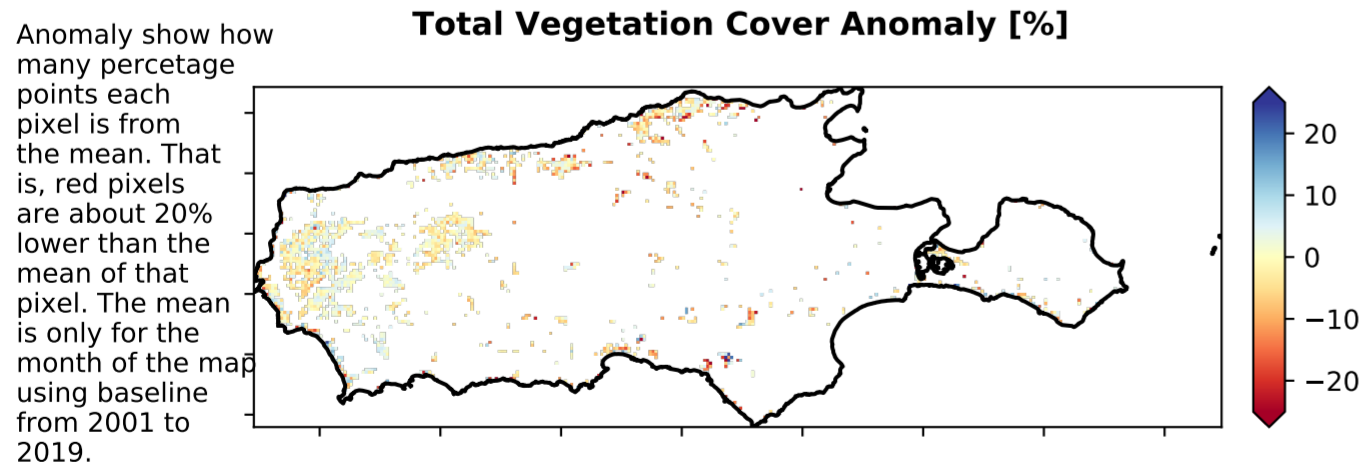 Total Vegetation Cover Anomaly [%]
Anomaly show how
many percetage
points each
pixel is from
the mean. That
is, red pixels
are about 20%
lower than the
mean of that
pixel. The mean
is only for the
month of the map
using baseline
from 2001 to
2019.
20
10
0
−10
−20